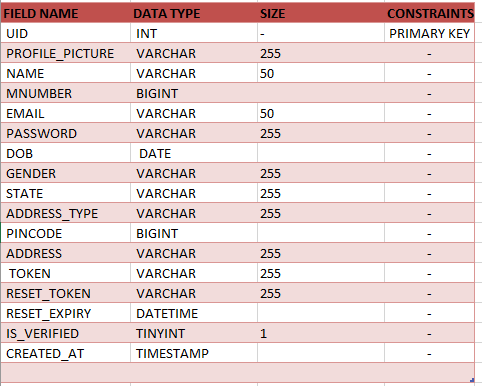 FIELD NAME DATA TYPE SIZE CONSTRAINTS
UID INT - PRIMARY KEY
PROFILE_PICTURE VARCHAR 255 -
NAME VARCHAR 50 -
MNUMBER BIGINT -
EMAIL VARCHAR 50 -
PASSWORD VARCHAR 255 -
DOB DATE -
GENDER VARCHAR 255 -
STATE VARCHAR 255 -
ADDRESS_TYPE VARCHAR 255 -
PINCODE BIGINT -
ADDRESS VARCHAR 255 -
TOKEN VARCHAR 255 -
RESET_TOKEN VARCHAR 255 -
RESET_EXPIRY DATETIME -
IS_VERIFIED TINYINT 1 -
CREATED_AT TIMESTAMP -